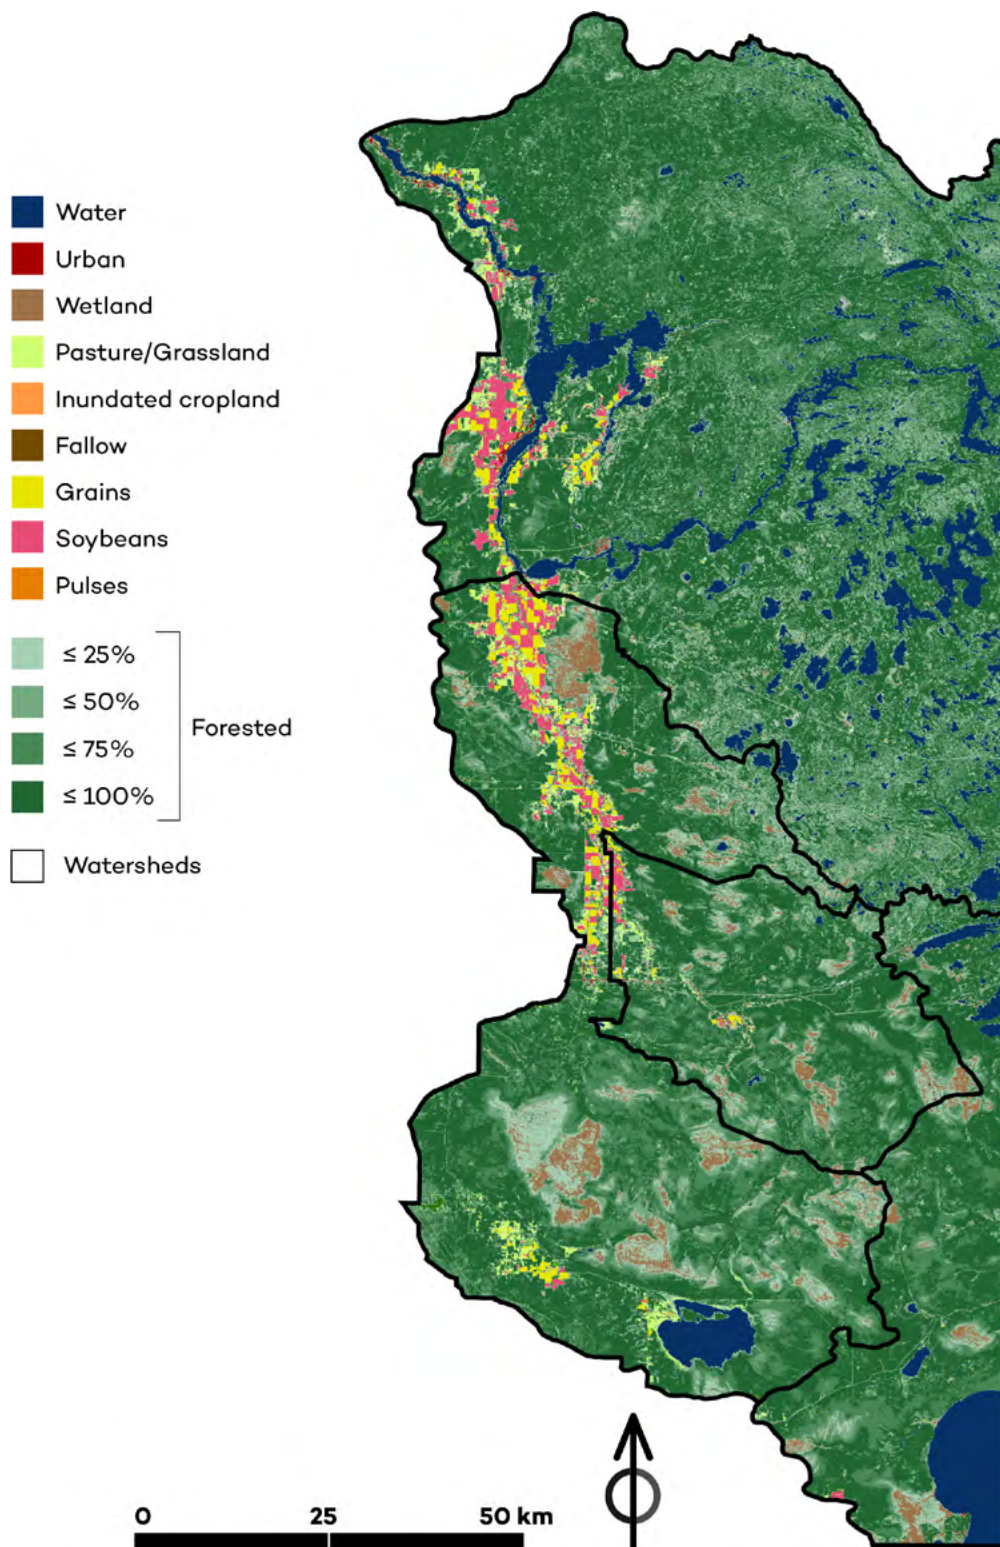 Water
Urban
Wetland
Pasture/Grassland
Inundated cropland
Fallow
Grains
Soybeans
Pulses
≤ 25%
≤ 50%
≤ 75%
≤ 100%
Forested
Watersheds
0 25 50 km